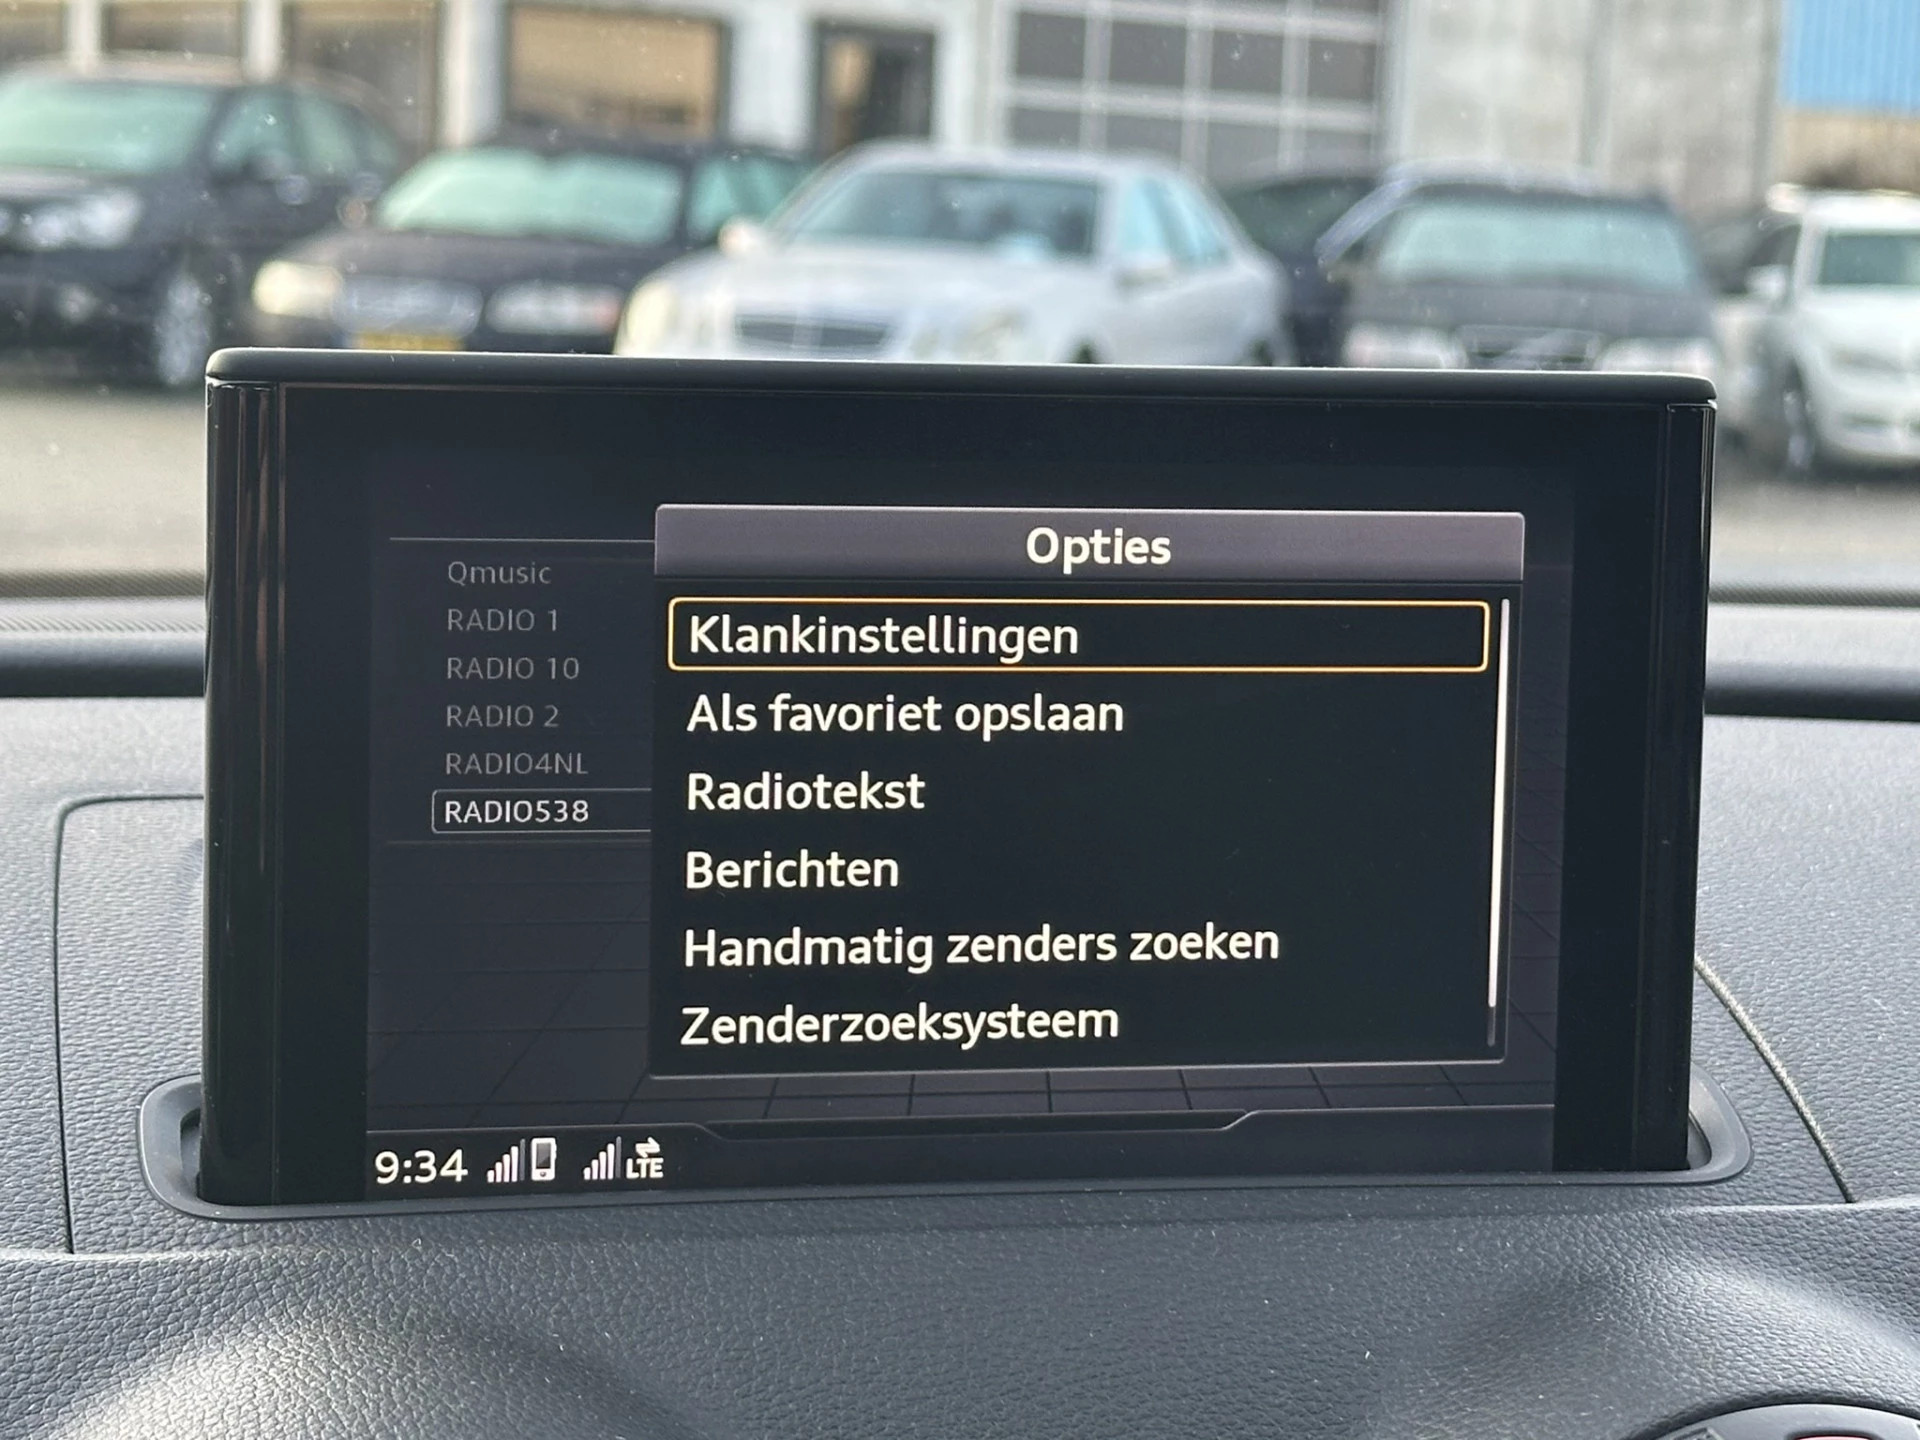 Opties
Qmusic
RADIO 1
RADIO 10
RADIO 2
RADIO4NL
RADIO538
Klankinstellingen
Als favoriet opslaan
Radiotekst
Berichten
Handmatig zenders zoeken
Zenderzoeksysteem
9:34 LTE